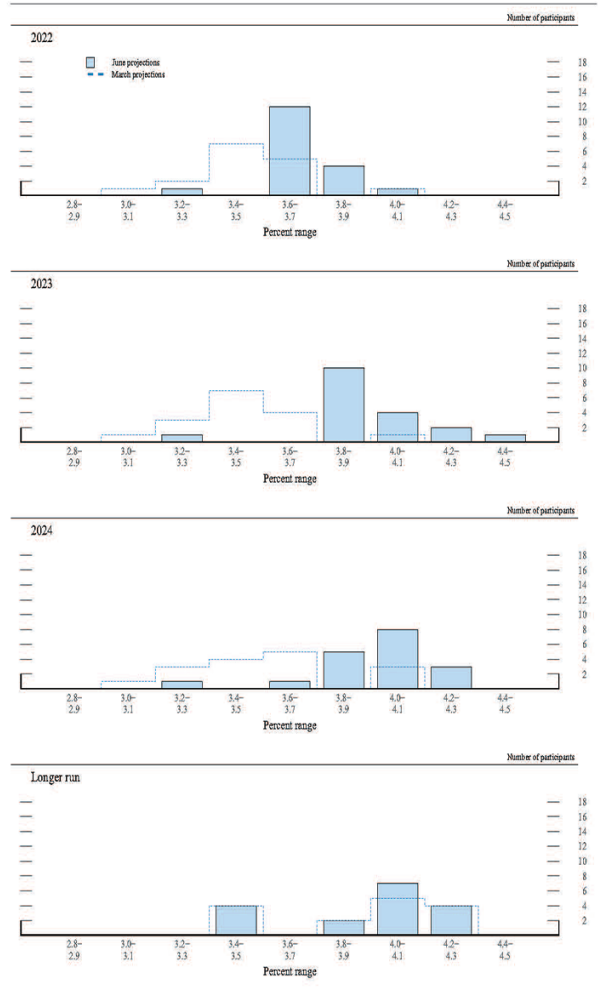 Number of participants
2022
June projections
March projections
18
16
14
12
10
8
6
4
2
2.8– 3.0– 3.2– 3.4– 3.6– 3.8– 4.0– 4.2– 4.4–
2.9 3.1 3.3 3.5 3.7 3.9 4.1 4.3 4.5
Percent range
Number of participants
2023
18
16
14
12
10
8
6
4
2
2.8– 3.0– 3.2– 3.4– 3.6– 3.8– 4.0– 4.2– 4.4–
2.9 3.1 3.3 3.5 3.7 3.9 4.1 4.3 4.5
Percent range
Number of participants
2024
18
16
14
12
10
8
6
4
2
2.8– 3.0– 3.2– 3.4– 3.6– 3.8– 4.0– 4.2– 4.4–
2.9 3.1 3.3 3.5 3.7 3.9 4.1 4.3 4.5
Percent range
Number of participants
Longer run
18
16
14
12
10
8
6
4
2
2.8– 3.0– 3.2– 3.4– 3.6– 3.8– 4.0– 4.2– 4.4–
2.9 3.1 3.3 3.5 3.7 3.9 4.1 4.3 4.5
Percent range